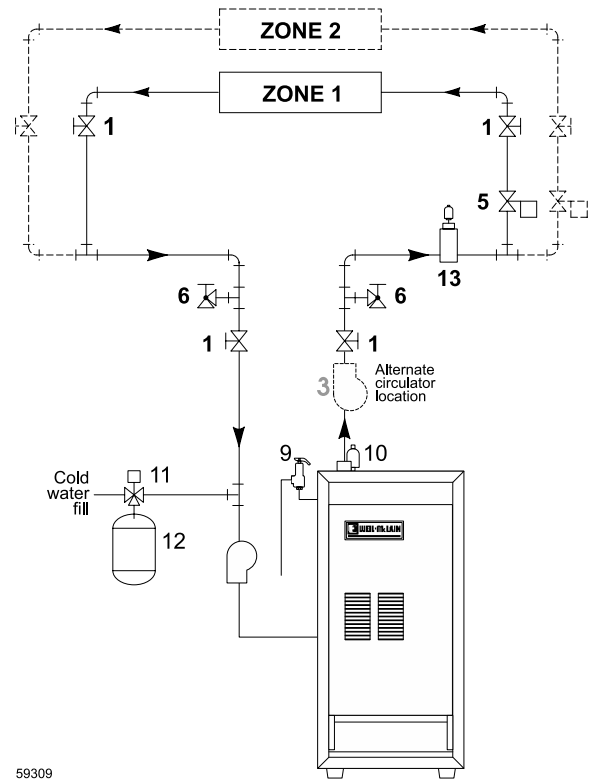 ZONE 2
ZONE 1
1
1
5
13
6
6
1
1
3
Alternate
circulator
location
9
10
Cold
water
fill
11
12
WEIL-McLAIN
59309